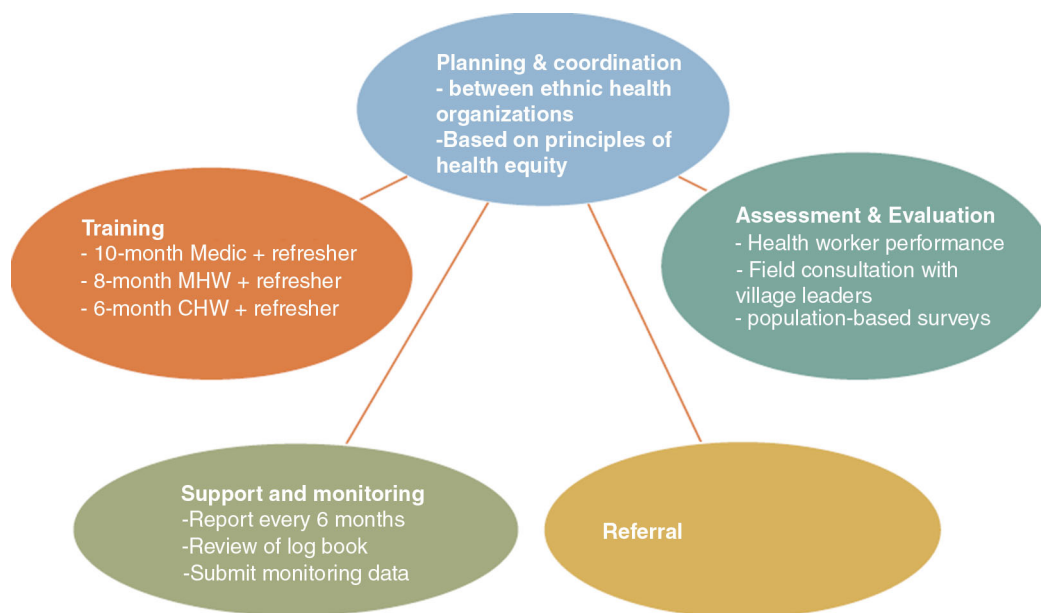 Planning & coordination
- between ethnic health
organizations
-Based on principles of
health equity
Training
- 10-month Medic + refresher
- 8-month MHW + refresher
- 6-month CHW + refresher
Assessment & Evaluation
- Health worker performance
- Field consultation with
village leaders
- population-based surveys
Support and monitoring
-Report every 6 months
-Review of log book
-Submit monitoring data
Referral